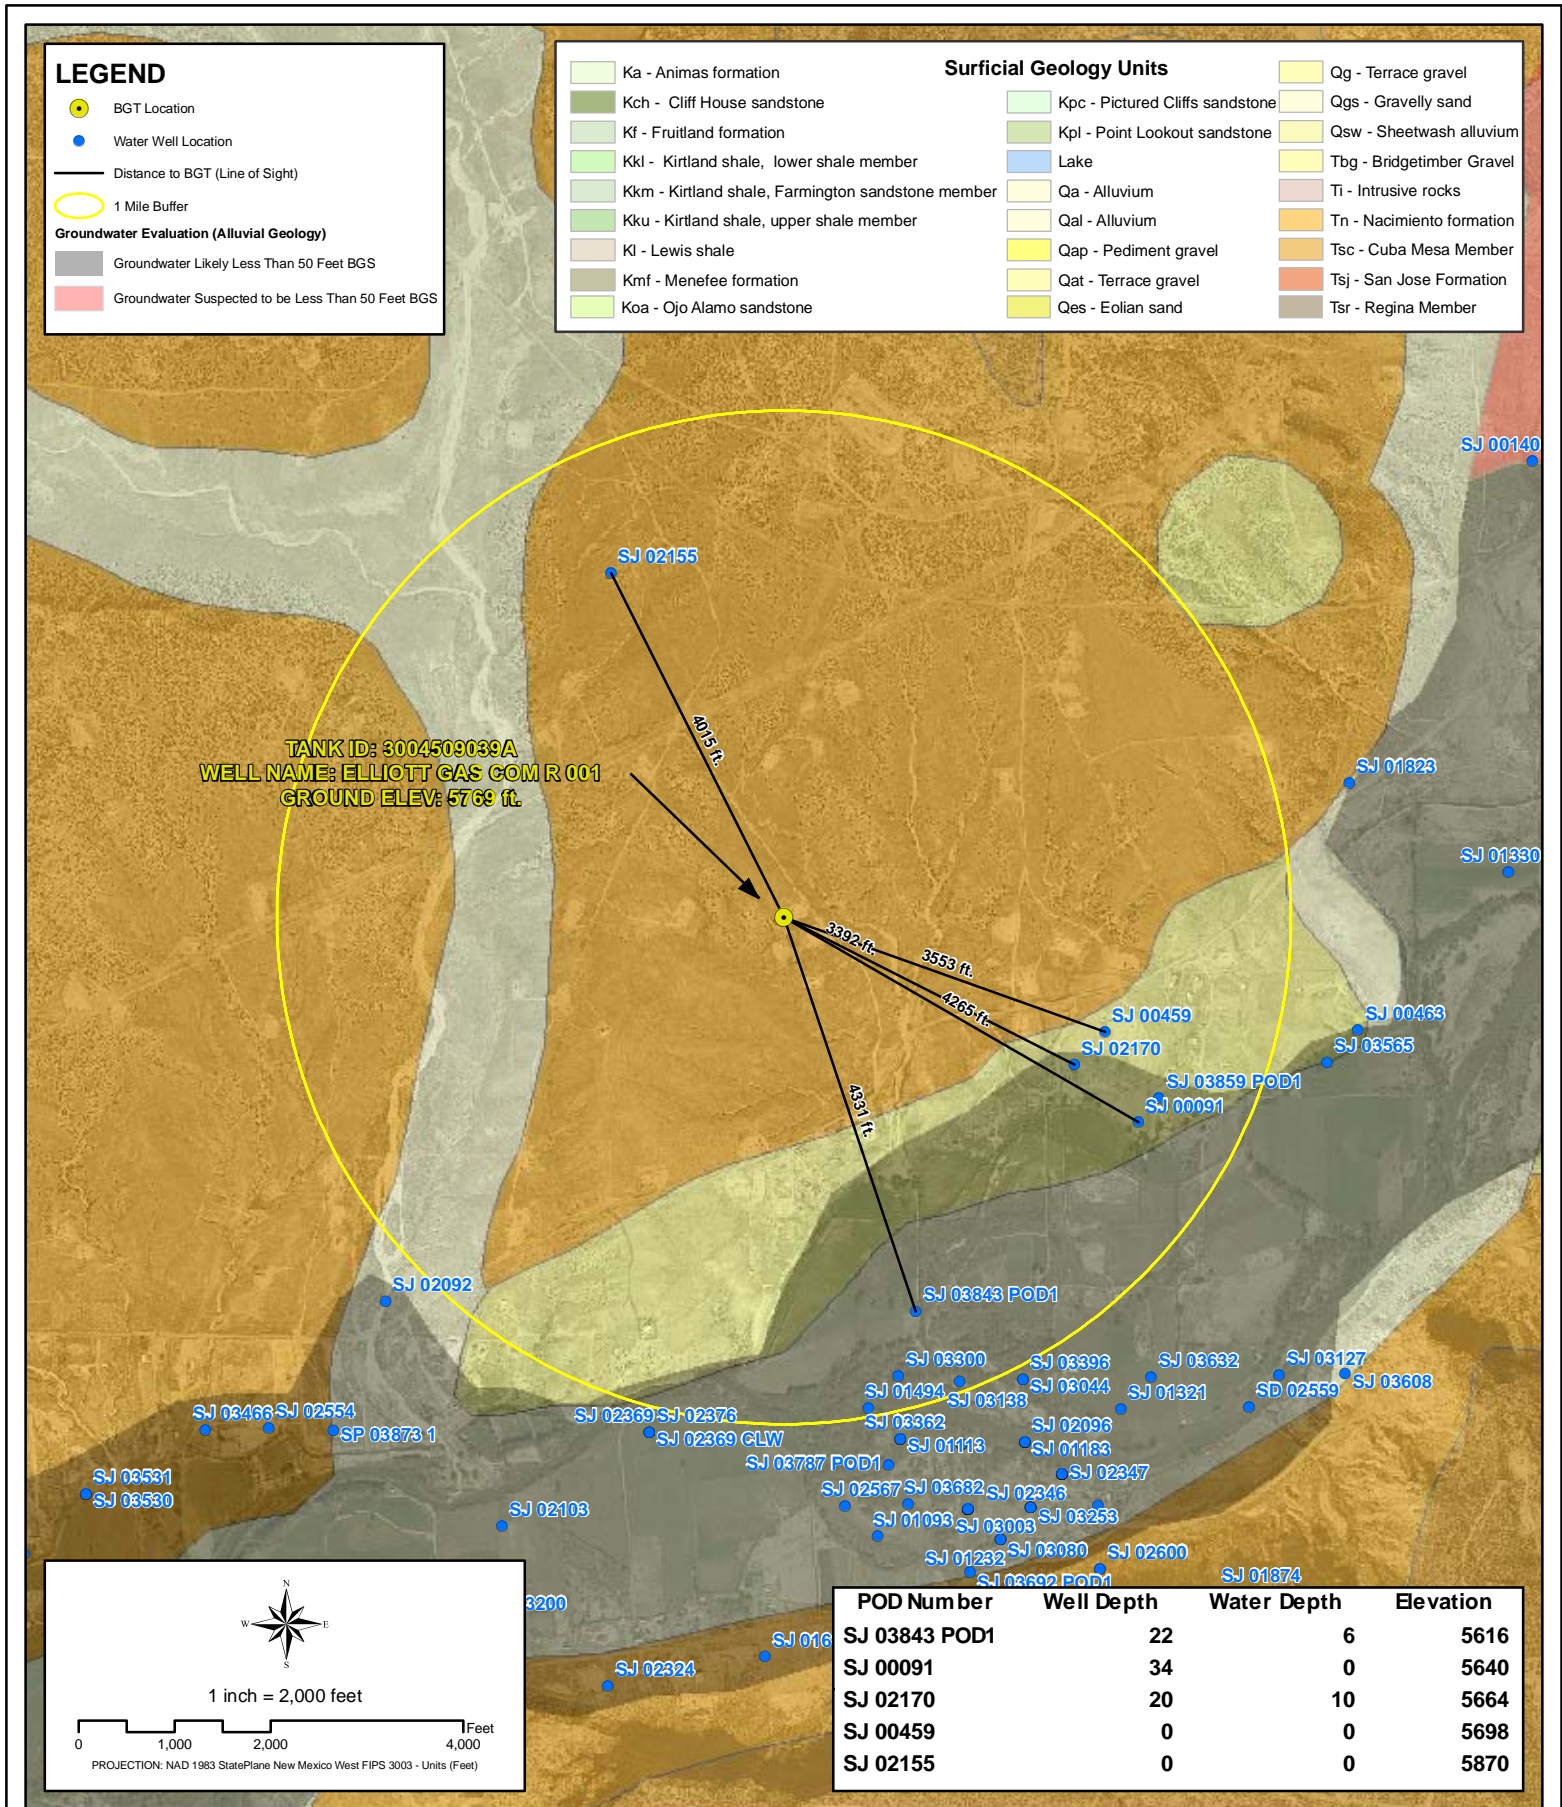 LEGEND
BGT Location
Water Well Location
Distance to BGT (Line of Sight)
1 Mile Buffer
Groundwater Evaluation (Alluvial Geology)
Groundwater Likely Less Than 50 Feet BGS
Groundwater Suspected to be Less Than 50 Feet BGS
Surficial Geology Units
Ka - Animas formation
Kch - Cliff House sandstone
Kf - Fruitland formation
Kkl - Kirtland shale, lower shale member
Kkm - Kirtland shale, Farmington sandstone member
Kku - Kirtland shale, upper shale member
Kl - Lewis shale
Kmf - Menefee formation
Koa - Ojo Alamo sandstone
Kpc - Pictured Cliffs sandstone
Kpl - Point Lookout sandstone
Lake
Qa - Alluvium
Qal - Alluvium
Qap - Pediment gravel
Qat - Terrace gravel
Qes - Eolian sand
Qg - Terrace gravel
Qgs - Gravelly sand
Qsw - Sheetwash alluvium
Tbg - Bridgetimber Gravel
Ti - Intrusive rocks
Tn - Nacimiento formation
Tsc - Cuba Mesa Member
Tsj - San Jose Formation
Tsr - Regina Member
SJ 00140
SJ 02155
4015 ft.
TANK ID: 3004509039A
WELL NAME: ELLIOTT GAS COM R 001
GROUND ELEV: 5769 ft.
SJ 01823
SJ 01330
3392 ft.
3553 ft.
4265 ft.
SJ 00459
SJ 00463
SJ 02170
SJ 03565
SJ 03859 POD1
SJ 00091
4331 ft.
SJ 02092
SJ 03843 POD1
SJ 03300
SJ 03396
SJ 03632
SJ 03127
SJ 03044
SJ 03608
SJ 01494
SJ 03138
SJ 01321
SD 02559
SJ 03466
SJ 02554
SP 03873 1
SJ 02369
SJ 02376
SJ 02369 CLW
SJ 03362
SJ 02096
SJ 01113
SJ 01183
SJ 03787 POD1
SJ 02347
SJ 03531
SJ 03530
SJ 02567
SJ 03682
SJ 02346
SJ 02103
SJ 01093
SJ 03003
SJ 03253
SJ 01232
SJ 03080
SJ 02600
SJ 03692 POD1
SJ 01874
3200
SJ 016
SJ 02324
N
W
E
S
1 inch = 2,000 feet
Feet
0 1,000 2,000 4,000
PROJECTION: NAD 1983 StatePlane New Mexico West FIPS 3003 - Units (Feet)
POD Number Well Depth Water Depth Elevation
SJ 03843 POD1 22 6 5616
SJ 00091 34 0 5640
SJ 02170 20 10 5664
SJ 00459 0 0 5698
SJ 02155 0 0 5870